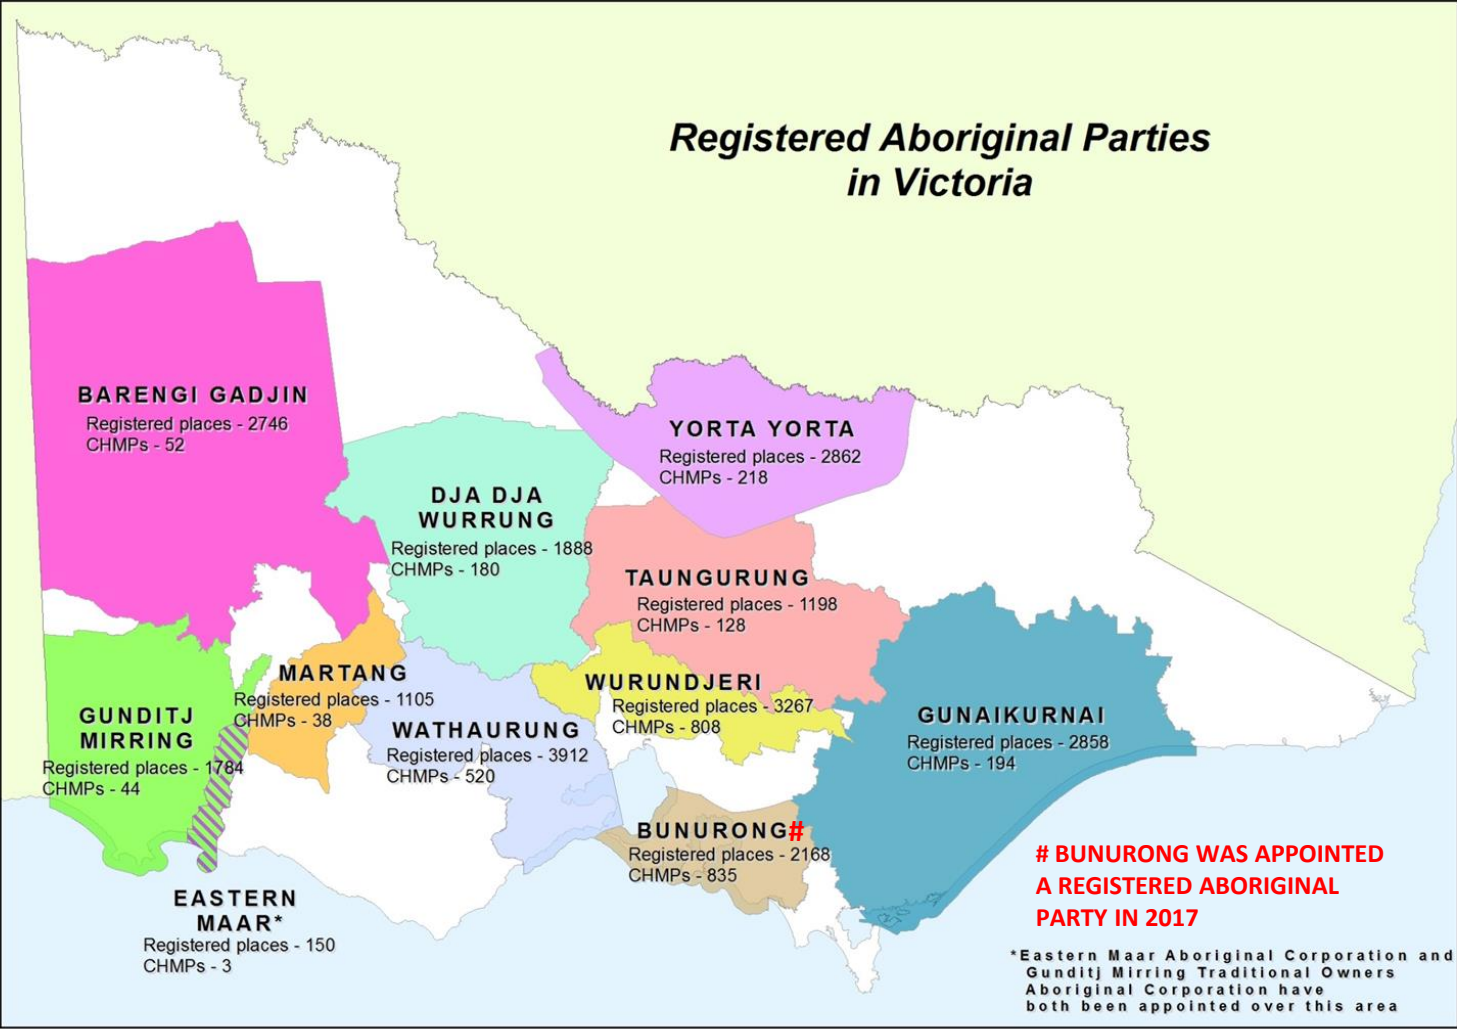 Registered Aboriginal Parties
in Victoria
BARENGI GADJIN
Registered places - 2746
CHMPs - 52
YORTA YORTA
Registered places - 2862
CHMPs - 218
DJA DJA
WURRUNG
Registered places - 1888
CHMPs - 180
TAUNGURUNG
Registered places - 1198
CHMPs - 128
MARTANG
Registered places - 1105
CHMPs - 38
WURUNDJERI
Registered places - 3267
CHMPs - 808
GUNDITJ
MIRRING
Registered places - 1784
CHMPs - 44
WATHAURUNG
Registered places - 3912
CHMPs - 520
GUNAIKURNAI
Registered places - 2858
CHMPs - 194
BUNURONG#
Registered places - 2168
CHMPs - 835
EASTERN
MAAR*
Registered places - 150
CHMPs - 3
# BUNURONG WAS APPOINTED
A REGISTERED ABORIGINAL
PARTY IN 2017
*Eastern Maar Aboriginal Corporation and
Gunditj Mirring Traditional Owners
Aboriginal Corporation have
both been appointed over this area